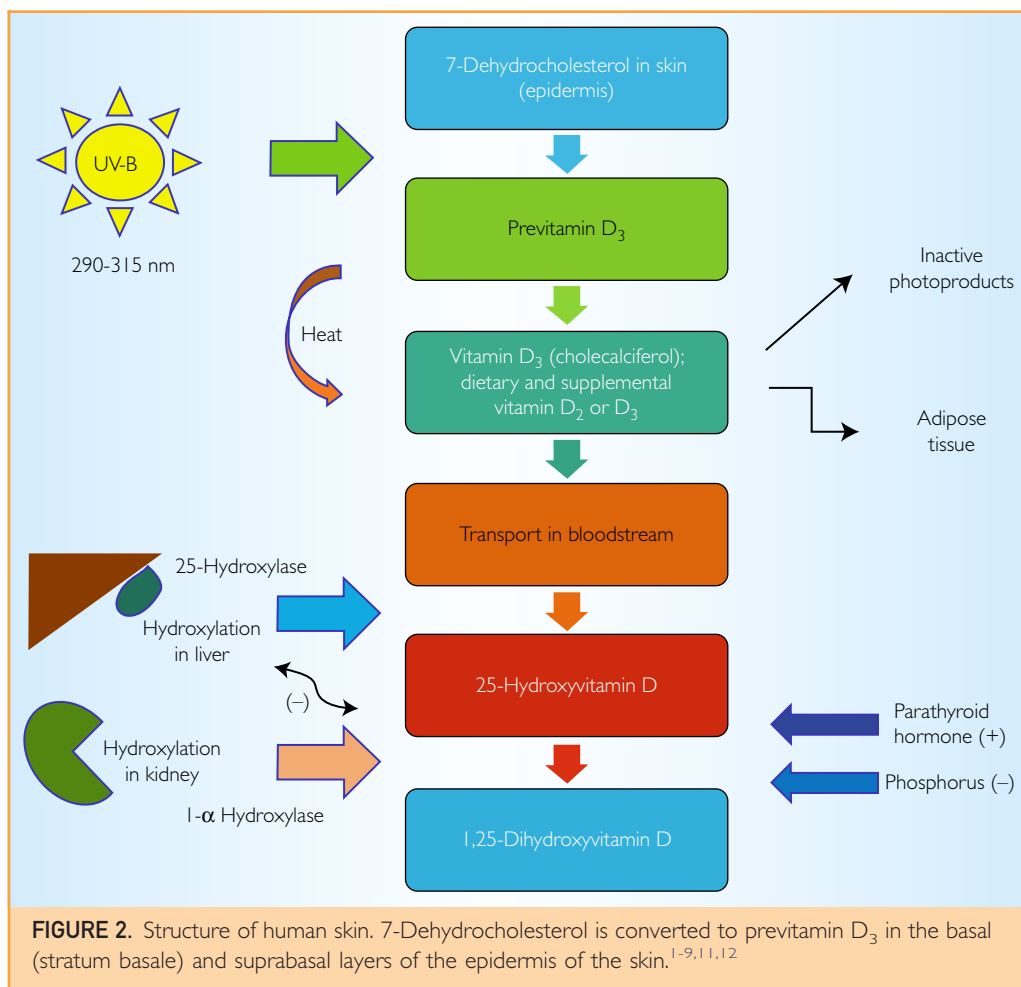 7-Dehydrocholesterol in skin
(epidermis)
UV-B
290-315 nm
Previtamin D₃
Inactive
photoproducts
Heat
Vitamin D₃ (cholecalciferol);
dietary and supplemental
vitamin D₂ or D₃
Adipose
tissue
Transport in bloodstream
25-Hydroxylase
Hydroxylation
in liver
25-Hydroxyvitamin D
(–)
Parathyroid
hormone (+)
Hydroxylation
in kidney
Phosphorus (–)
1-α Hydroxylase
1,25-Dihydroxyvitamin D
FIGURE 2. Structure of human skin. 7-Dehydrocholesterol is converted to previtamin D₃ in the basal
(stratum basale) and suprabasal layers of the epidermis of the skin.¹⁻⁹,¹¹,¹²